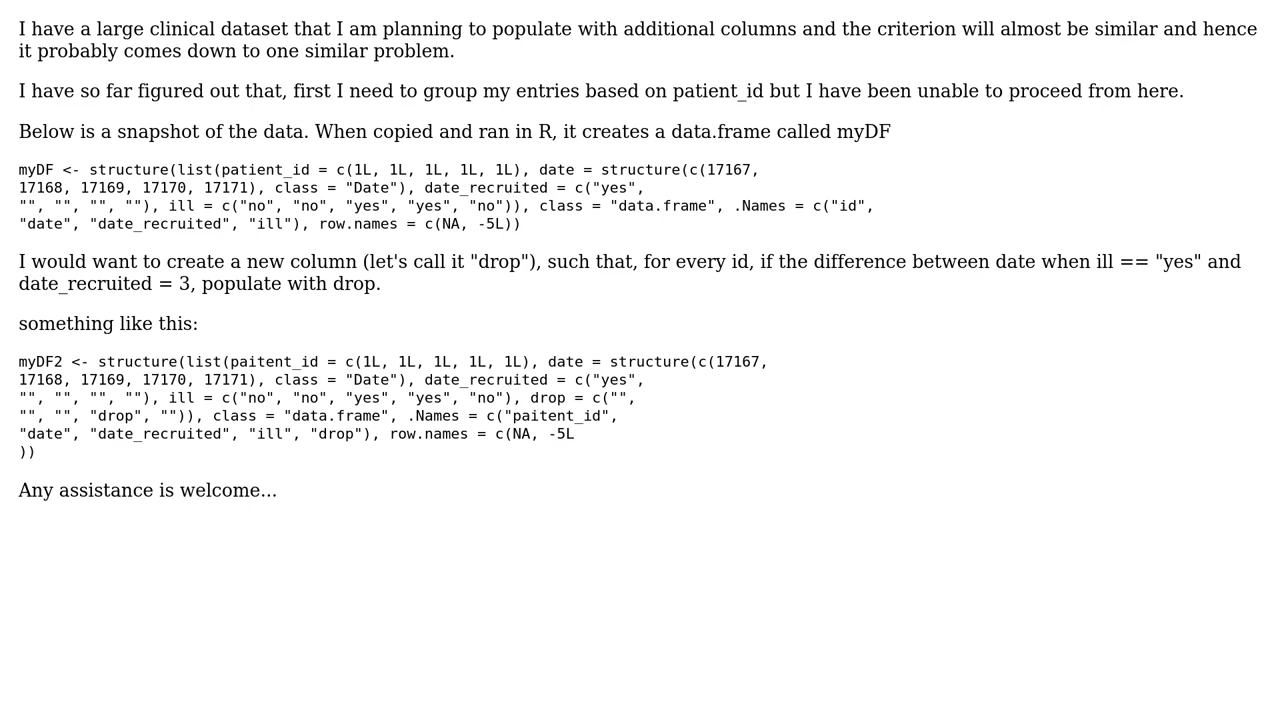 I have a large clinical dataset that I am planning to populate with additional columns and the criterion will almost be similar and hence
it probably comes down to one similar problem.
I have so far figured out that, first I need to group my entries based on patient_id but I have been unable to proceed from here.
Below is a snapshot of the data. When copied and ran in R, it creates a data.frame called myDF
myDF <- structure(list(patient_id = c(1L, 1L, 1L, 1L, 1L), date = structure(c(17167,
17168, 17169, 17170, 17171), class = "Date"), date_recruited = c("yes",
"", "", "", ""), ill = c("no", "no", "yes", "yes", "no")), class = "data.frame", .Names = c("id",
"date", "date_recruited", "ill"), row.names = c(NA, -5L))
I would want to create a new column (let's call it "drop"), such that, for every id, if the difference between date when ill == "yes" and
date_recruited = 3, populate with drop.
something like this:
myDF2 <- structure(list(paitent_id = c(1L, 1L, 1L, 1L, 1L), date = structure(c(17167,
17168, 17169, 17170, 17171), class = "Date"), date_recruited = c("yes",
"", "", "", ""), ill = c("no", "no", "yes", "yes", "no"), drop = c("",
"", "", "drop", "")), class = "data.frame", .Names = c("paitent_id",
"date", "date_recruited", "ill", "drop"), row.names = c(NA, -5L
))
Any assistance is welcome...